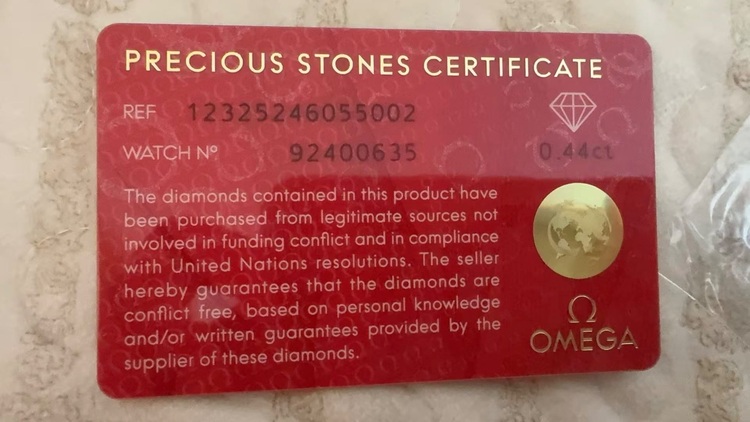 PRECIOUS STONES CERTIFICATE
REF 12325246055002
WATCH Nº 92400635
0.44ct
The diamonds contained in this product have
been purchased from legitimate sources not
involved in funding conflict and in compliance
with United Nations resolutions. The seller
hereby guarantees that the diamonds are
conflict free, based on personal knowledge
and/or written guarantees provided by the
supplier of these diamonds.
Ω
OMEGA